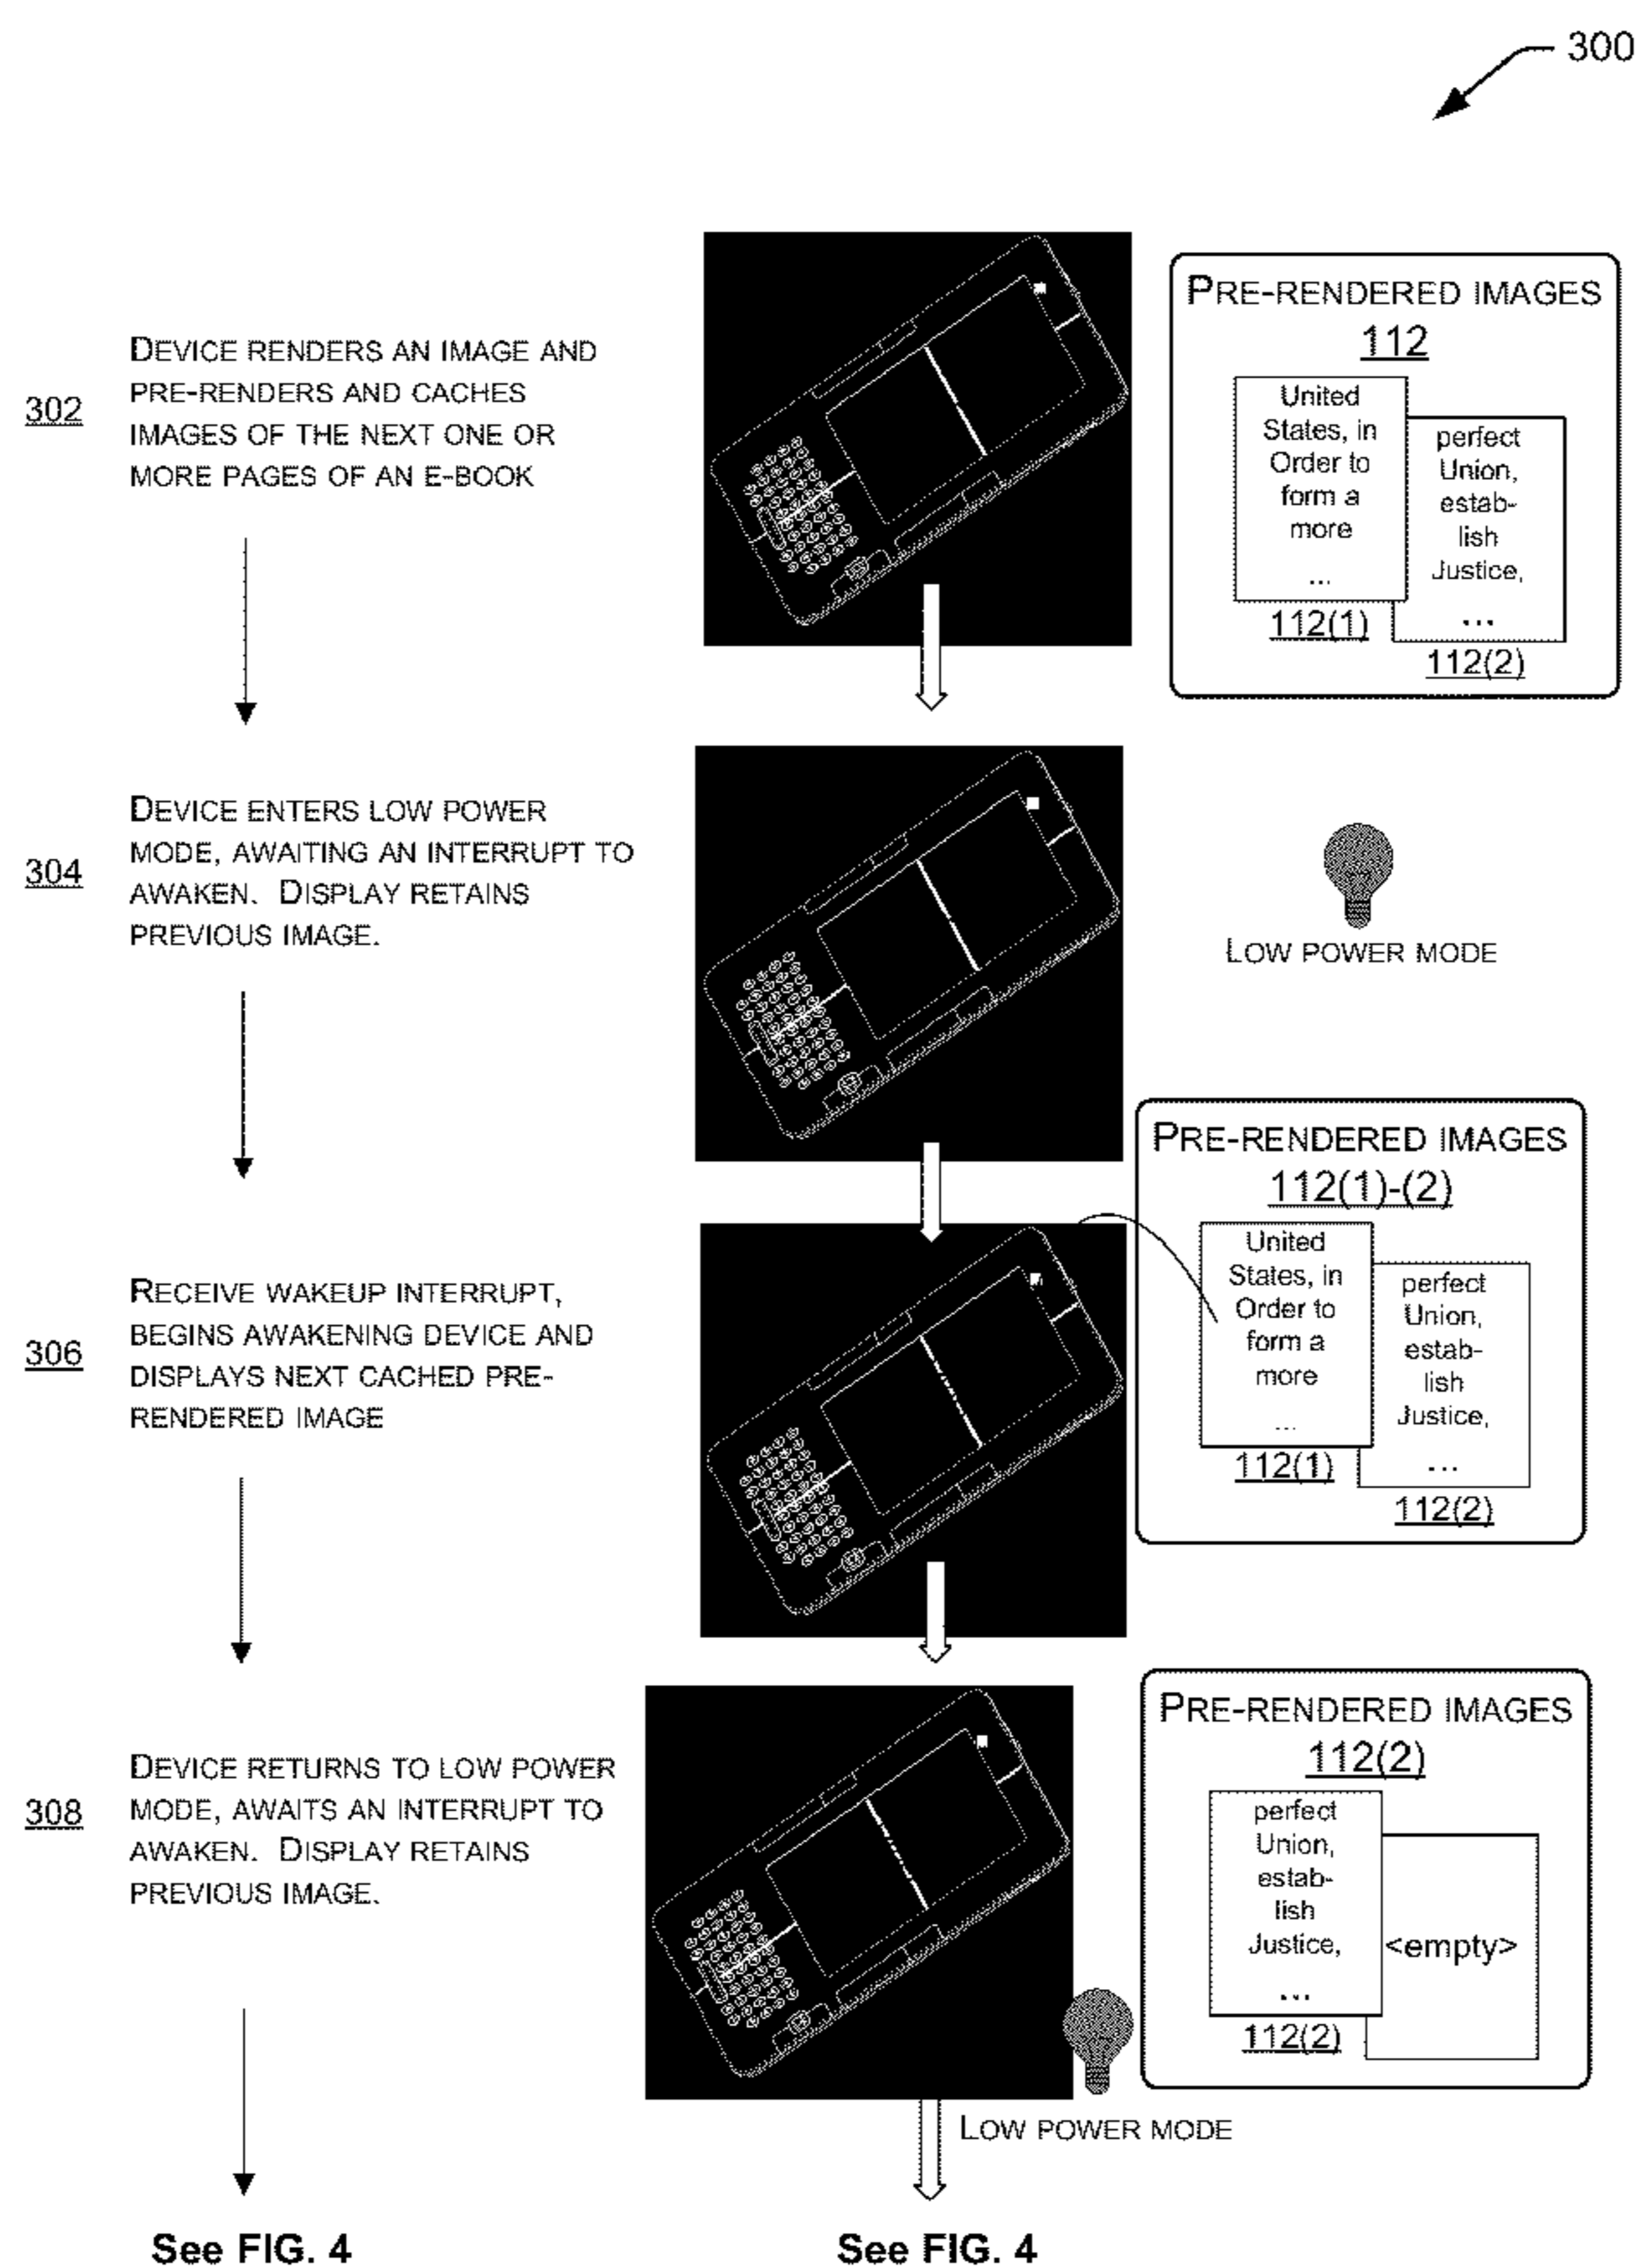 300
302
DEVICE RENDERS AN IMAGE AND
PRE-RENDERS AND CACHES
IMAGES OF THE NEXT ONE OR
MORE PAGES OF AN E-BOOK
PRE-RENDERED IMAGES
112
United
States, in
Order to
form a
more
...
112(1)
perfect
Union,
estab-
lish
Justice,
...
112(2)
304
DEVICE ENTERS LOW POWER
MODE, AWAITING AN INTERRUPT TO
AWAKEN. DISPLAY RETAINS
PREVIOUS IMAGE.
LOW POWER MODE
306
RECEIVE WAKEUP INTERRUPT,
BEGINS AWAKENING DEVICE AND
DISPLAYS NEXT CACHED PRE-
RENDERED IMAGE
PRE-RENDERED IMAGES
112(1)-(2)
United
States, in
Order to
form a
more
...
112(1)
perfect
Union,
estab-
lish
Justice,
...
112(2)
308
DEVICE RETURNS TO LOW POWER
MODE, AWAITS AN INTERRUPT TO
AWAKEN. DISPLAY RETAINS
PREVIOUS IMAGE.
PRE-RENDERED IMAGES
112(2)
perfect
Union,
estab-
lish
Justice,
...
112(2)
<empty>
LOW POWER MODE
See FIG. 4
See FIG. 4